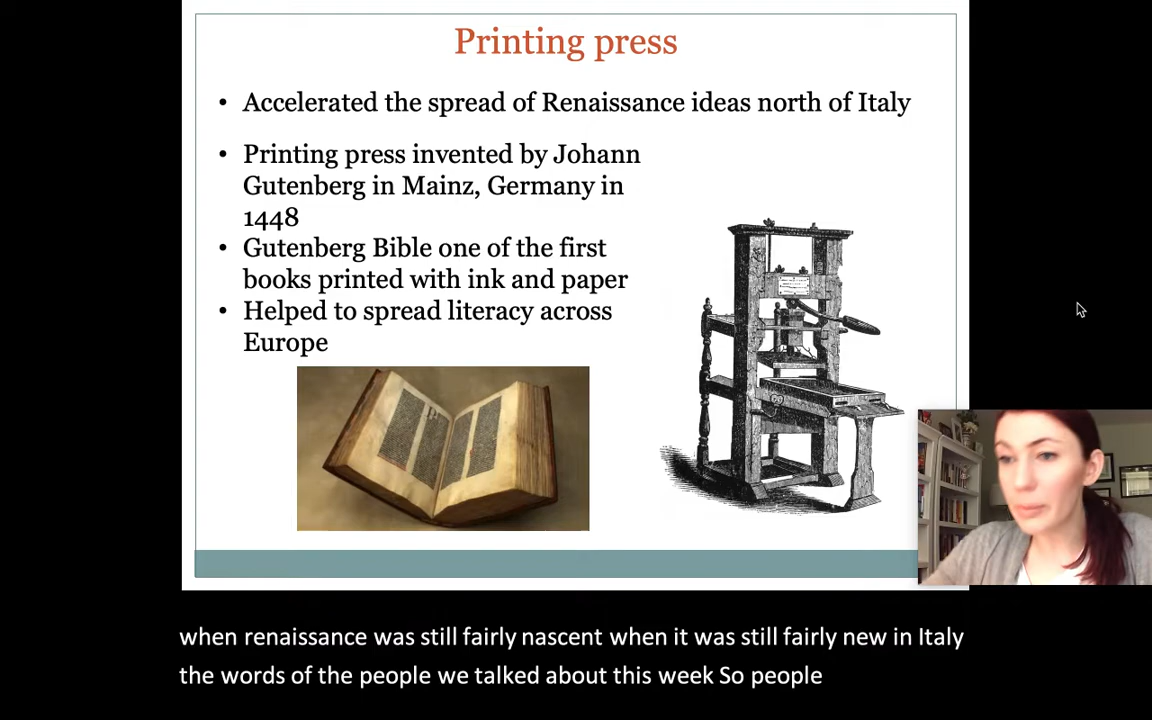 Printing press
• Accelerated the spread of Renaissance ideas north of Italy
• Printing press invented by Johann
Gutenberg in Mainz, Germany in
1448
• Gutenberg Bible one of the first
books printed with ink and paper
• Helped to spread literacy across
Europe
when renaissance was still fairly nascent when it was still fairly new in Italy
the words of the people we talked about this week So people